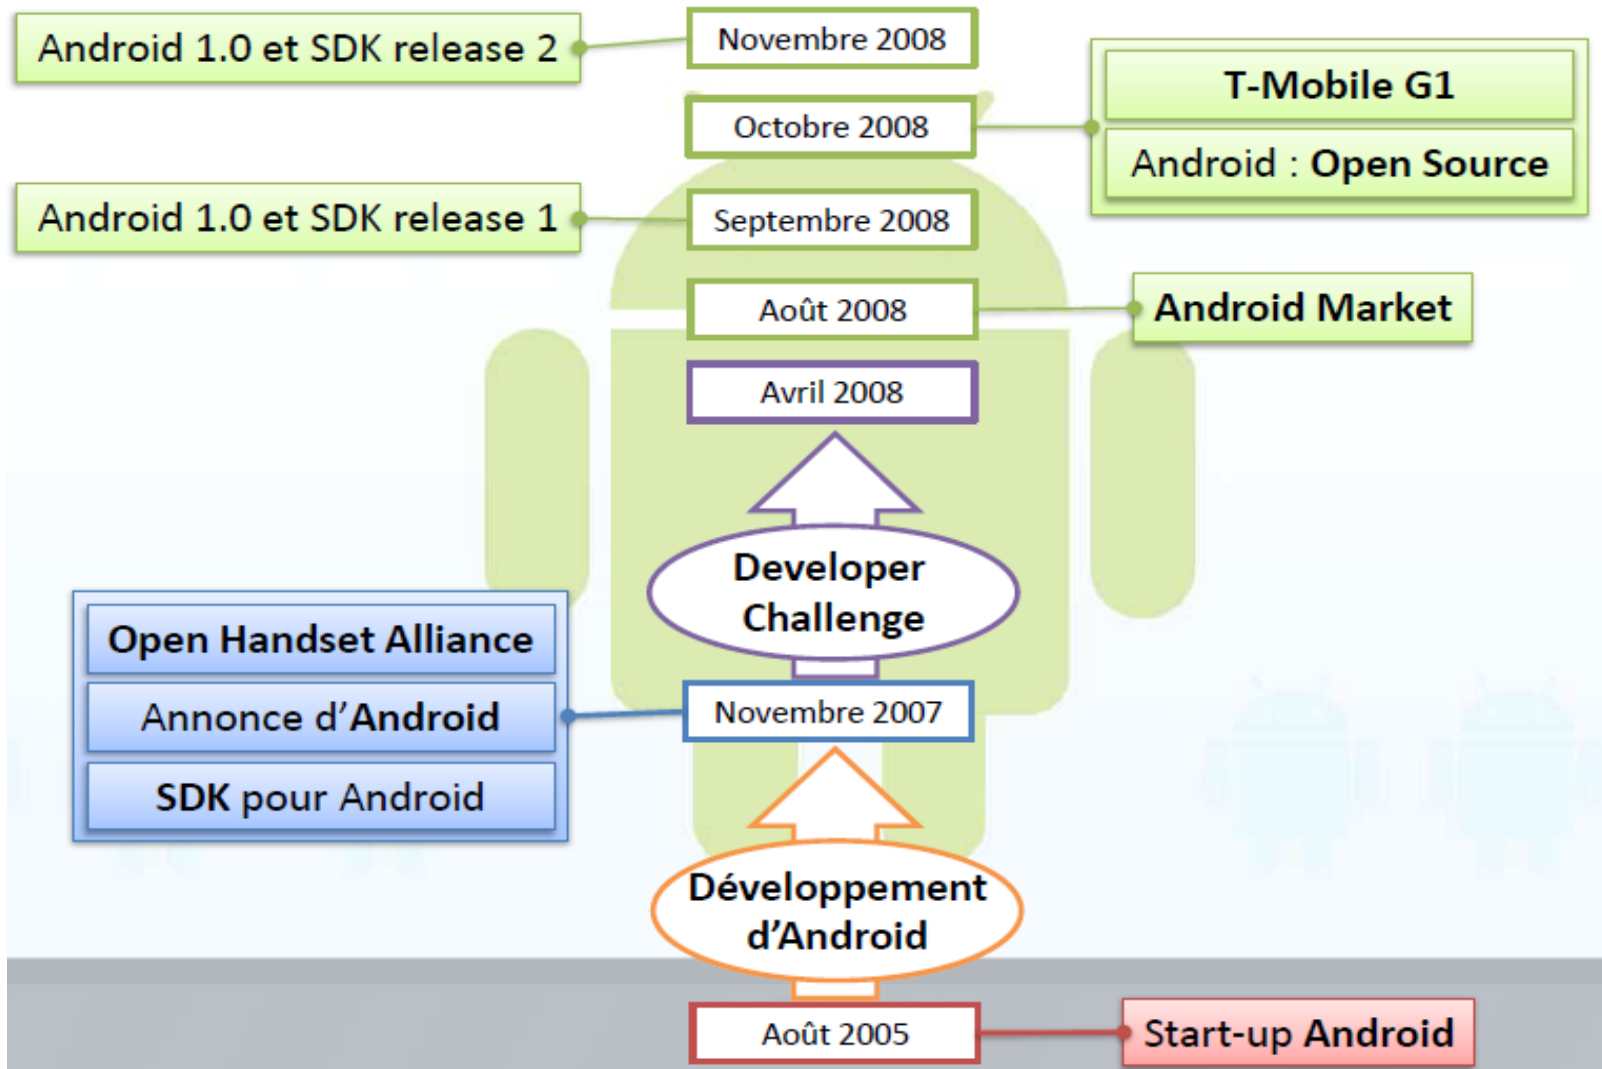 Novembre 2008
Android 1.0 et SDK release 2
T-Mobile G1
Octobre 2008
Android : Open Source
Android 1.0 et SDK release 1
Septembre 2008
Août 2008
Android Market
Avril 2008
Developer
Challenge
Open Handset Alliance
Annonce d’Android
SDK pour Android
Novembre 2007
Développement
d’Android
Août 2005
Start-up Android